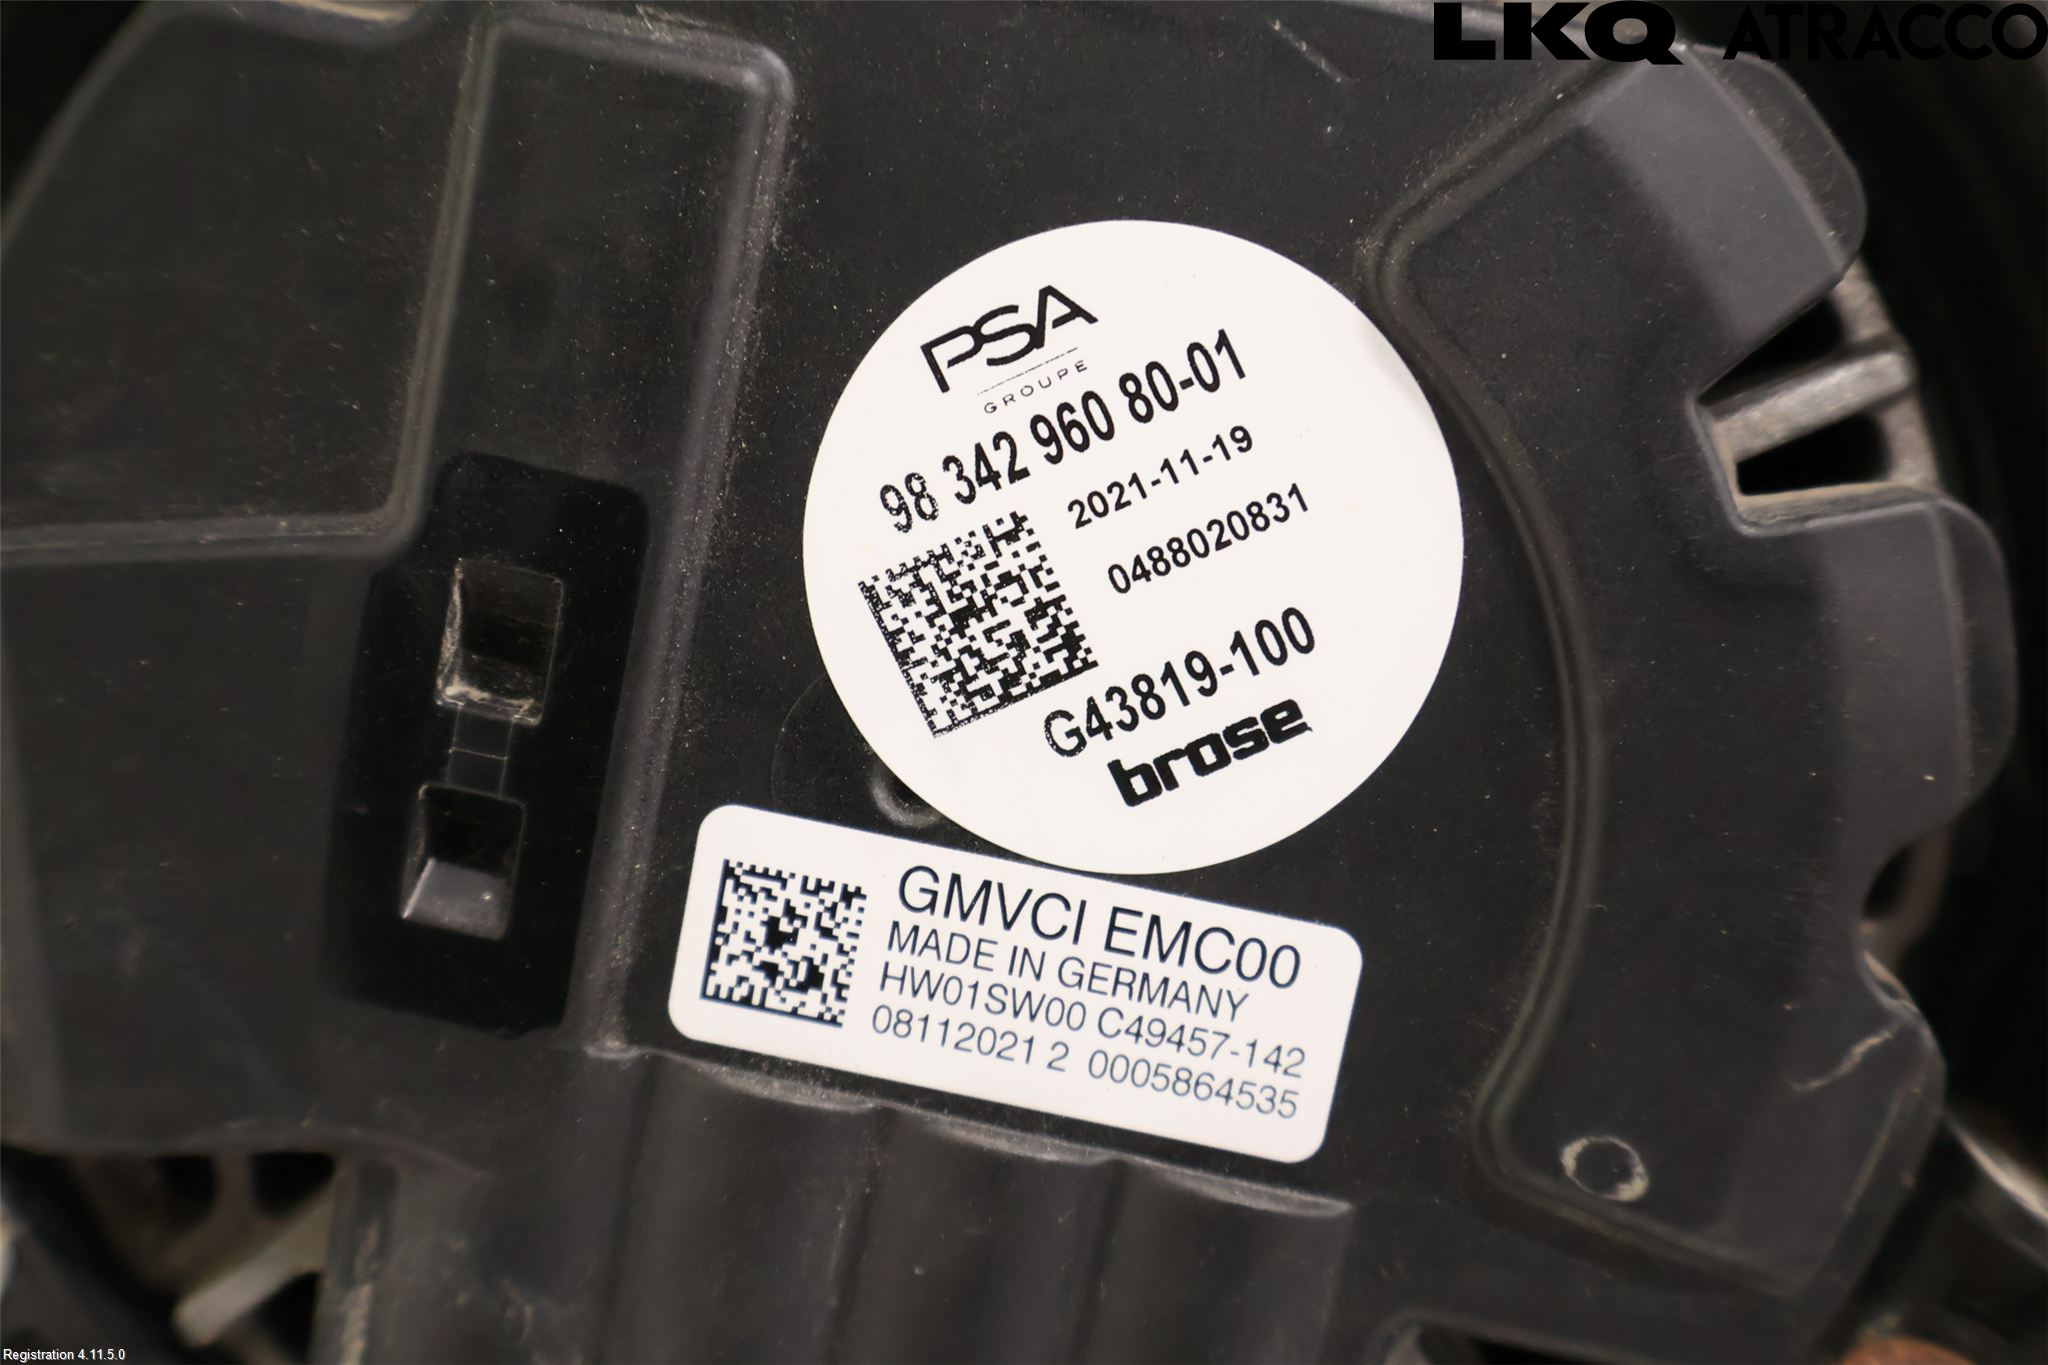 LKQ ATRACCO
PSA
GROUPE
98 342 960 80-01
2021-11-19
0488020831
G43819-100
brose
GMVCI EMC00
MADE IN GERMANY
HW01SW00 C49457-142
08112021 2 0005864535
Registration 4.11.5.0